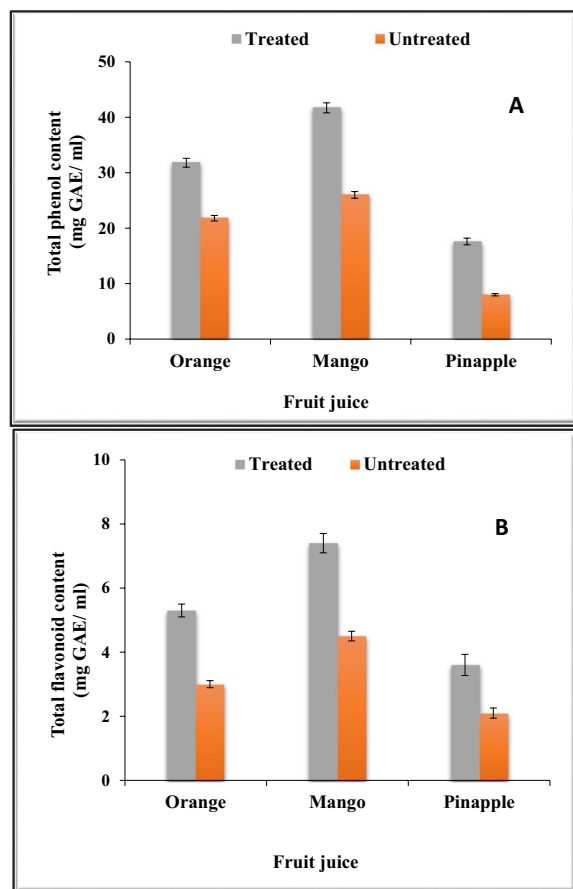 Treated Untreated
A
50
40
30
20
10
0
Total phenol content
(mg GAE/ ml)
Orange Mango Pinapple
Fruit juice
Treated Untreated
B
10
8
6
4
2
0
Total flavonoid content
(mg GAE/ ml)
Orange Mango Pinapple
Fruit juice